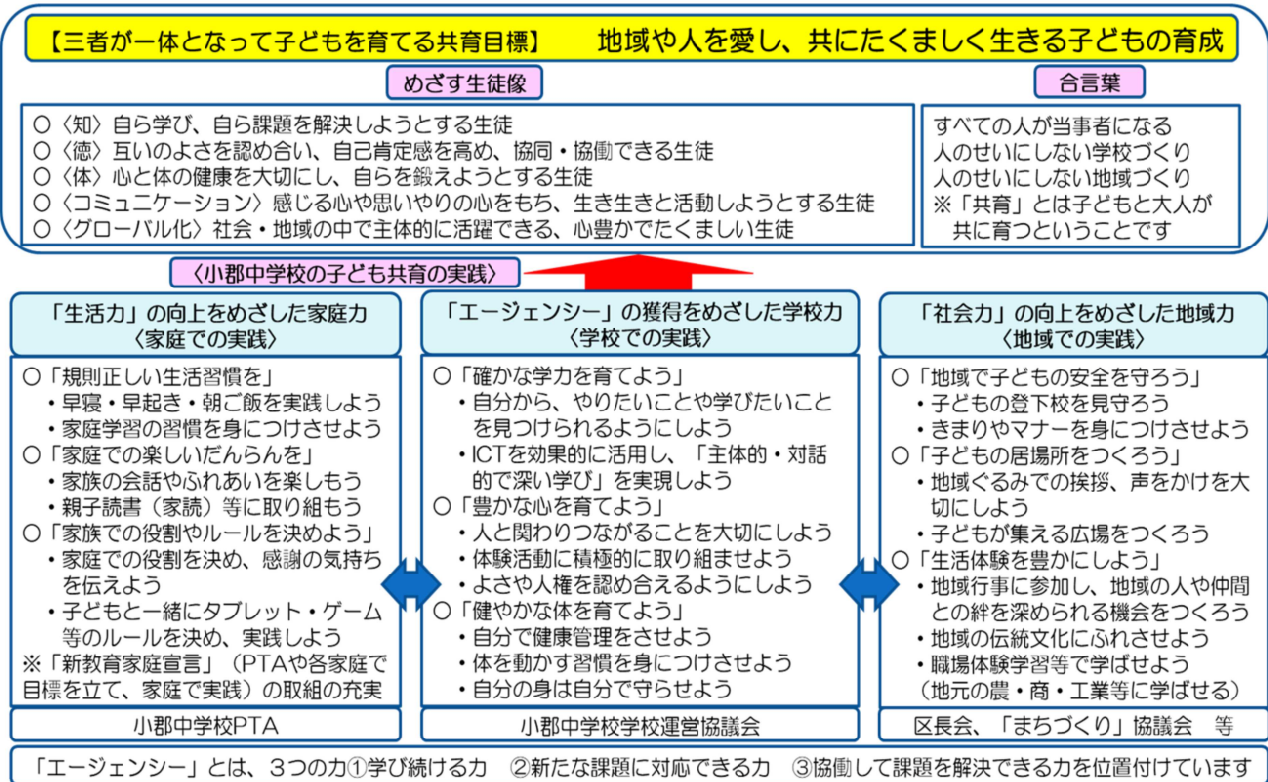 【三者が一体となって子どもを育てる共育目標】　地域や人を愛し、共にたくましく生きる子どもの育成
めざす生徒像
○〈知〉自ら学び、自ら課題を解決しようとする生徒
○〈徳〉互いのよさを認め合い、自己肯定感を高め、協同・協働できる生徒
○〈体〉心と体の健康を大切にし、自らを鍛えようとする生徒
○〈コミュニケーション〉感じる心や思いやりの心をもち、生き生きと活動しようとする生徒
○〈グローバル化〉社会・地域の中で主体的に活躍できる、心豊かでたくましい生徒
合言葉
すべての人が当事者になる
人のせいにしない学校づくり
人のせいにしない地域づくり
※「共育」とは子どもと大人が
共に育つということです
〈小郡中学校の子ども共育の実践〉
「生活力」の向上をめざした家庭力
〈家庭での実践〉
○「規則正しい生活習慣を」
・早寝・早起き・朝ご飯を実践しよう
・家庭学習の習慣を身につけさせよう
○「家庭での楽しいだんらんを」
・家族の会話やふれあいを楽しもう
・親子読書（家読）等に取り組もう
○「家族での役割やルールを決めよう」
・家庭での役割を決め、感謝の気持ち
を伝えよう
・子どもと一緒にタブレット・ゲーム
等のルールを決め、実践しよう
※「新教育家庭宣言」（PTAや各家庭で
目標を立て、家庭で実践）の取組の充実
小郡中学校PTA
「エージェンシー」の獲得をめざした学校力
〈学校での実践〉
○「確かな学力を育てよう」
・自分から、やりたいことや学びたいこと
を見つけられるようにしよう
・ICTを効果的に活用し、「主体的・対話
的で深い学び」を実現しよう
○「豊かな心を育てよう」
・人と関わりつながることを大切にしよう
・体験活動に積極的に取り組ませよう
・よさや人権を認め合えるようにしよう
○「健やかな体を育てよう」
・自分で健康管理をさせよう
・体を動かす習慣を身につけさせよう
・自分の身は自分で守らせよう
小郡中学校学校運営協議会
「社会力」の向上をめざした地域力
〈地域での実践〉
○「地域で子どもの安全を守ろう」
・子どもの登下校を見守ろう
・きまりやマナーを身につけさせよう
○「子どもの居場所をつくろう」
・地域ぐるみでの挨拶、声をかけを大
切にしよう
・子どもが集える広場をつくろう
○「生活体験を豊かにしよう」
・地域行事に参加し、地域の人や仲間
との絆を深められる機会をつくろう
・地域の伝統文化にふれさせよう
・職場体験学習等で学ばせよう
（地元の農・商・工業等に学ばせる）
区長会、「まちづくり」協議会　等
「エージェンシー」とは、３つの力①学び続ける力　②新たな課題に対応できる力　③協働して課題を解決できる力を位置付けています